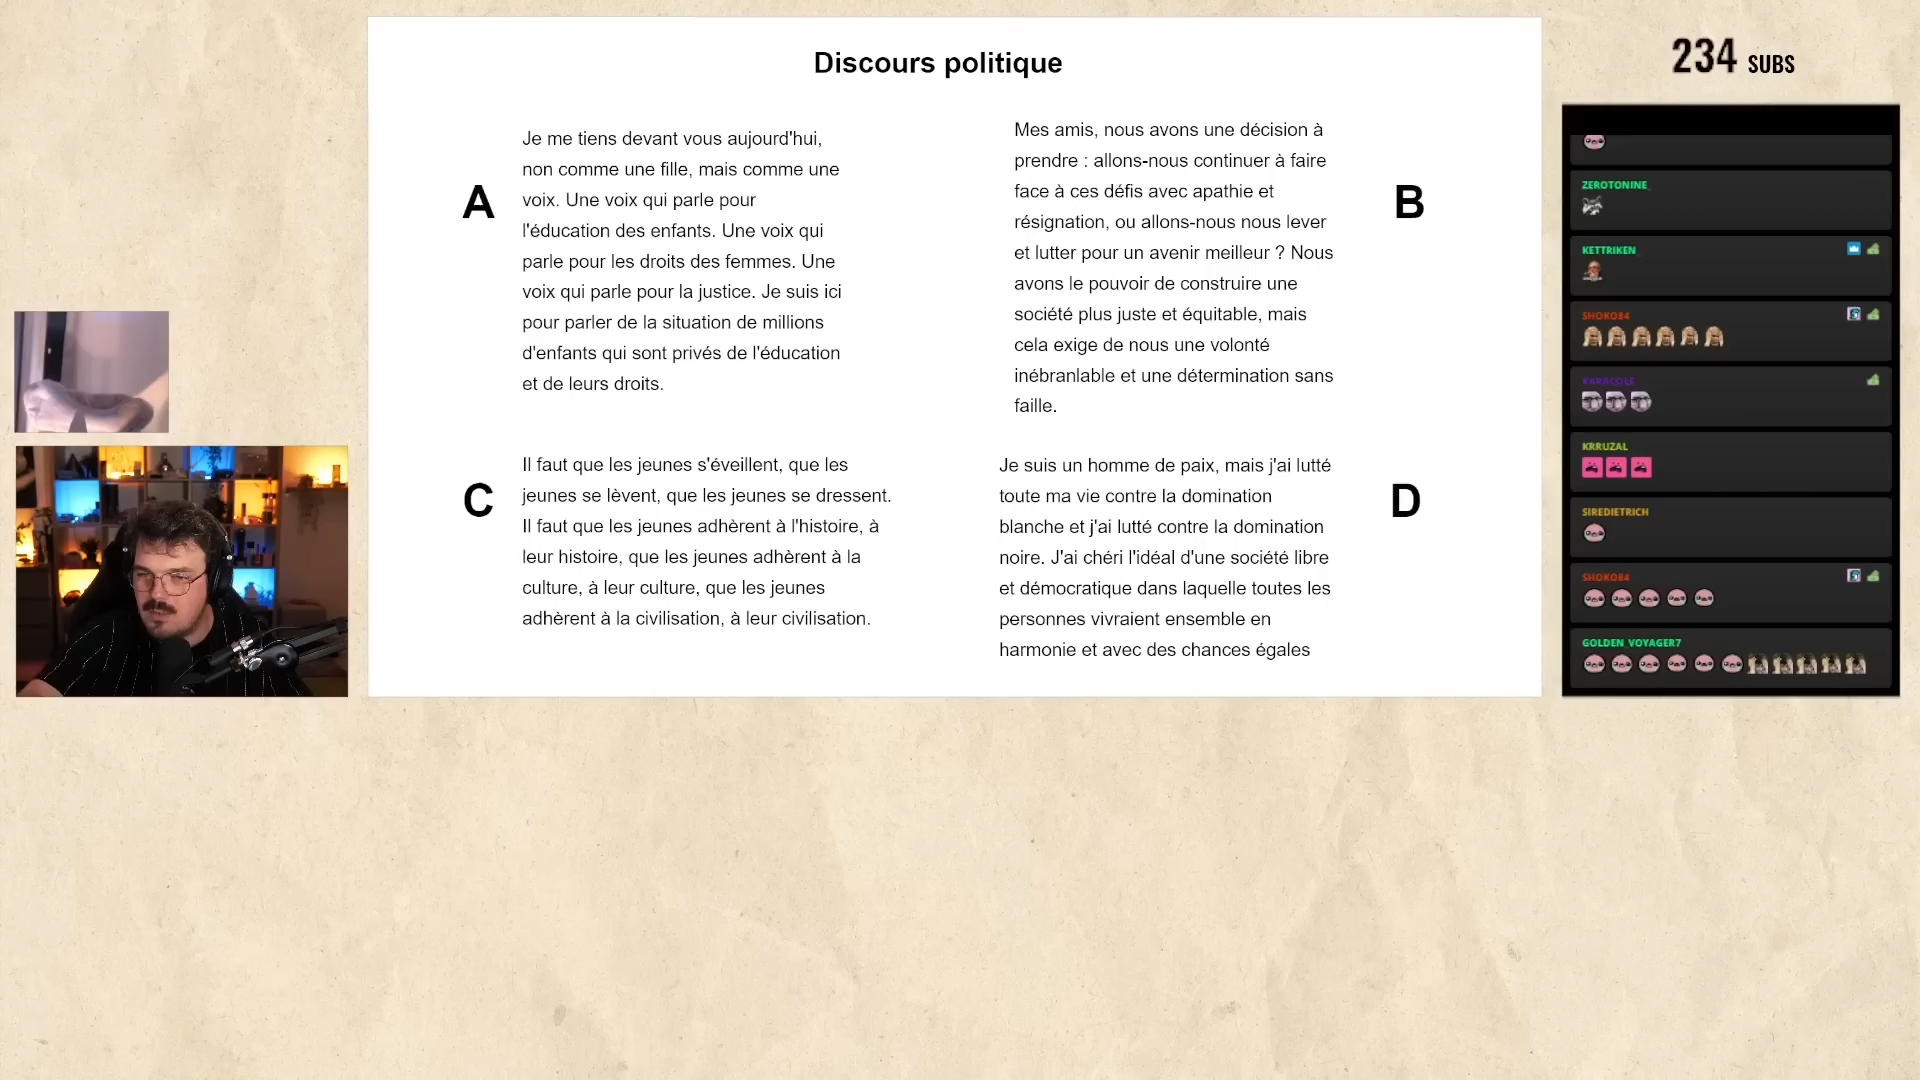 Discours politique
A
Je me tiens devant vous aujourd'hui,
non comme une fille, mais comme une
voix. Une voix qui parle pour
l'éducation des enfants. Une voix qui
parle pour les droits des femmes. Une
voix qui parle pour la justice. Je suis ici
pour parler de la situation de millions
d'enfants qui sont privés de l'éducation
et de leurs droits.
B
Mes amis, nous avons une décision à
prendre : allons-nous continuer à faire
face à ces défis avec apathie et
résignation, ou allons-nous nous lever
et lutter pour un avenir meilleur ? Nous
avons le pouvoir de construire une
société plus juste et équitable, mais
cela exige de nous une volonté
inébranlable et une détermination sans
faille.
C
Il faut que les jeunes s'éveillent, que les
jeunes se lèvent, que les jeunes se dressent.
Il faut que les jeunes adhèrent à l'histoire, à
leur histoire, que les jeunes adhèrent à la
culture, à leur culture, que les jeunes
adhèrent à la civilisation, à leur civilisation.
D
Je suis un homme de paix, mais j'ai lutté
toute ma vie contre la domination
blanche et j'ai lutté contre la domination
noire. J'ai chéri l'idéal d'une société libre
et démocratique dans laquelle toutes les
personnes vivraient ensemble en
harmonie et avec des chances égales
234 SUBS
ZEROTONINE_
KETTRIKEN_
SHOKO84
KARACOLE
KRRUZAL
SIREDIETRICH
SHOKO84
GOLDEN_VOYAGER7